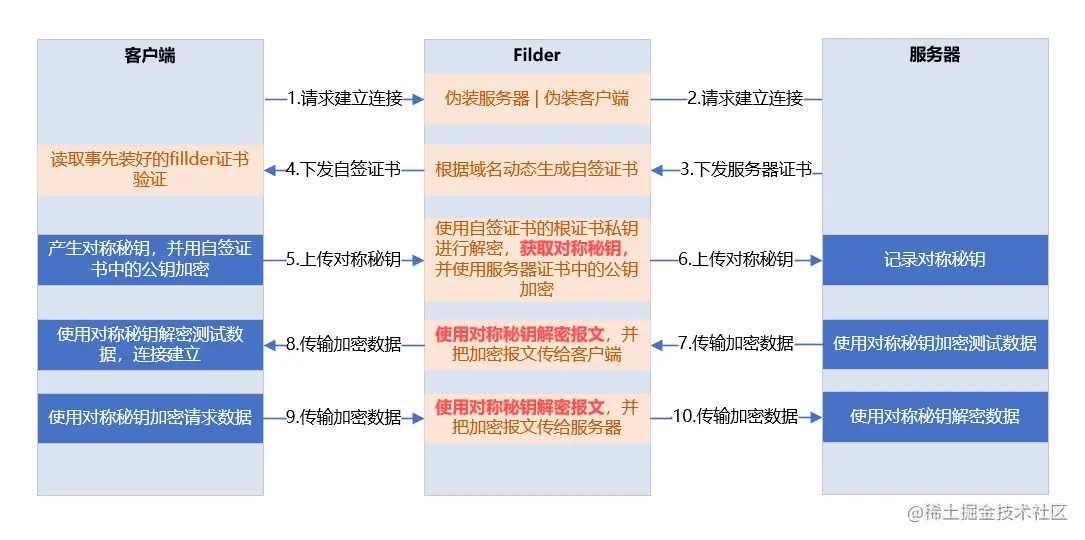 客户端
Filder
服务器
1.请求建立连接
伪装服务器 | 伪装客户端
2.请求建立连接
读取事先装好的fillder证书
验证
4.下发自签证书
根据域名动态生成自签证书
3.下发服务器证书
产生对称秘钥，并用自签证
书中的公钥加密
5.上传对称秘钥
使用自签证书的根证书私钥
进行解密，获取对称秘钥，
并使用服务器证书中的公钥
加密
6.上传对称秘钥
记录对称秘钥
使用对称秘钥解密测试数
据，连接建立
8.传输加密数据
使用对称秘钥解密报文，并
把加密报文传给客户端
7.传输加密数据
使用对称秘钥加密测试数据
使用对称秘钥加密请求数据
9.传输加密数据
使用对称秘钥解密报文，并
把加密报文传给服务器
10.传输加密数据
使用对称秘钥解密数据
@稀土掘金技术社区